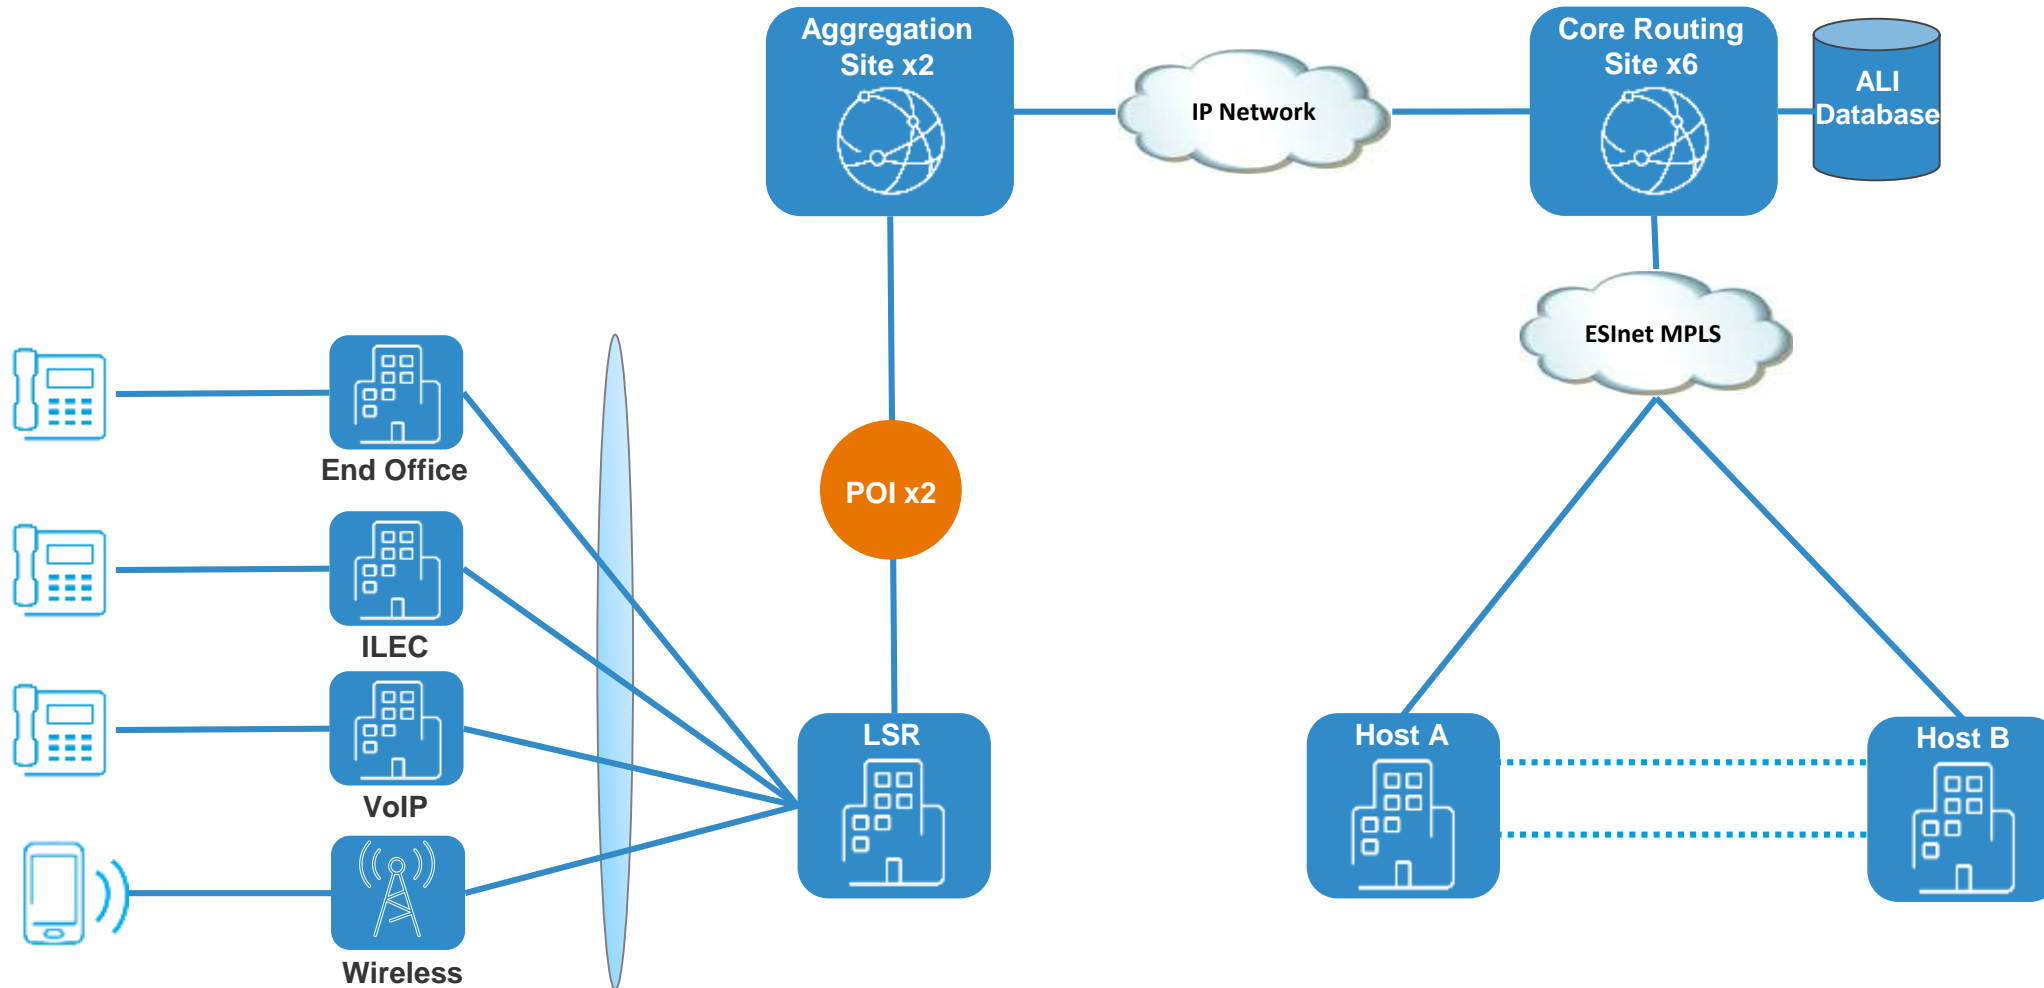 Aggregation
Site x2
IP Network
Core Routing
Site x6
ALI
Database
ESInet MPLS
End Office
POI x2
ILEC
VoIP
LSR
Host A
Host B
Wireless